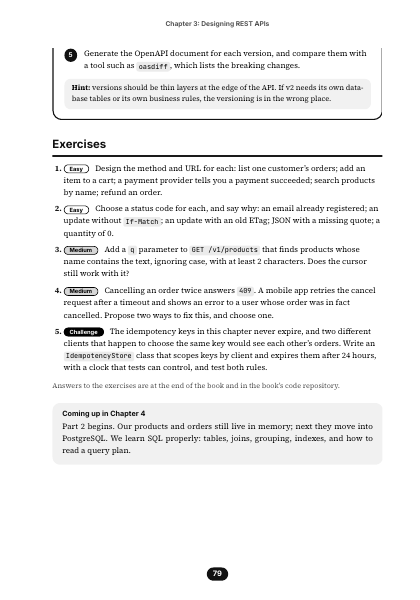 Chapter 3: Designing REST APIs
5 Generate the OpenAPI document for each version, and compare them with
a tool such as oasdiff, which lists the breaking changes.
Hint: versions should be thin layers at the edge of the API. If v2 needs its own data-
base tables or its own business rules, the versioning is in the wrong place.
Exercises
1. Easy Design the method and URL for each: list one customer's orders; add an
item to a cart; a payment provider tells you a payment succeeded; search products
by name; refund an order.
2. Easy Choose a status code for each, and say why: an email already registered; an
update without If-Match; an update with an old ETag; JSON with a missing quote; a
quantity of 0.
3. Medium Add a q parameter to GET /v1/products that finds products whose
name contains the text, ignoring case, with at least 2 characters. Does the cursor
still work with it?
4. Medium Cancelling an order twice answers 409. A mobile app retries the cancel
request after a timeout and shows an error to a user whose order was in fact
cancelled. Propose two ways to fix this, and choose one.
5. Challenge The idempotency keys in this chapter never expire, and two different
clients that happen to choose the same key would see each other's orders. Write an
IdempotencyStore class that scopes keys by client and expires them after 24 hours,
with a clock that tests can control, and test both rules.
Answers to the exercises are at the end of the book and in the book's code repository.
Coming up in Chapter 4
Part 2 begins. Our products and orders still live in memory; next they move into
PostgreSQL. We learn SQL properly: tables, joins, grouping, indexes, and how to
read a query plan.
79